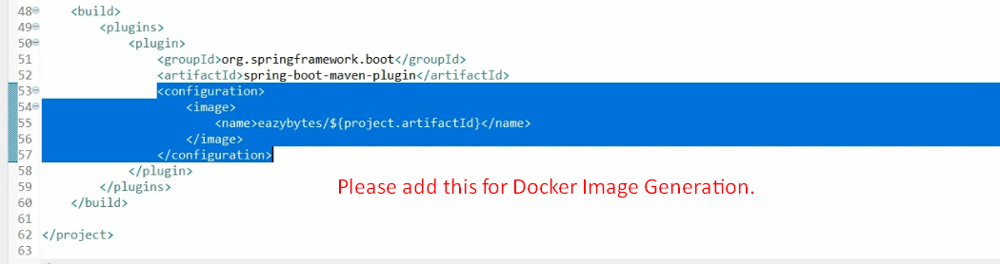 48 <build>
49 <plugins>
50 <plugin>
51 <groupId>org.springframework.boot</groupId>
52 <artifactId>spring-boot-maven-plugin</artifactId>
53 <configuration>
54 <image>
55 <name>eazybytes/${project.artifactId}</name>
56 </image>
57 </configuration>
58 </plugin>
59 </plugins>
60 </build>
61
62 </project>
63
Please add this for Docker Image Generation.